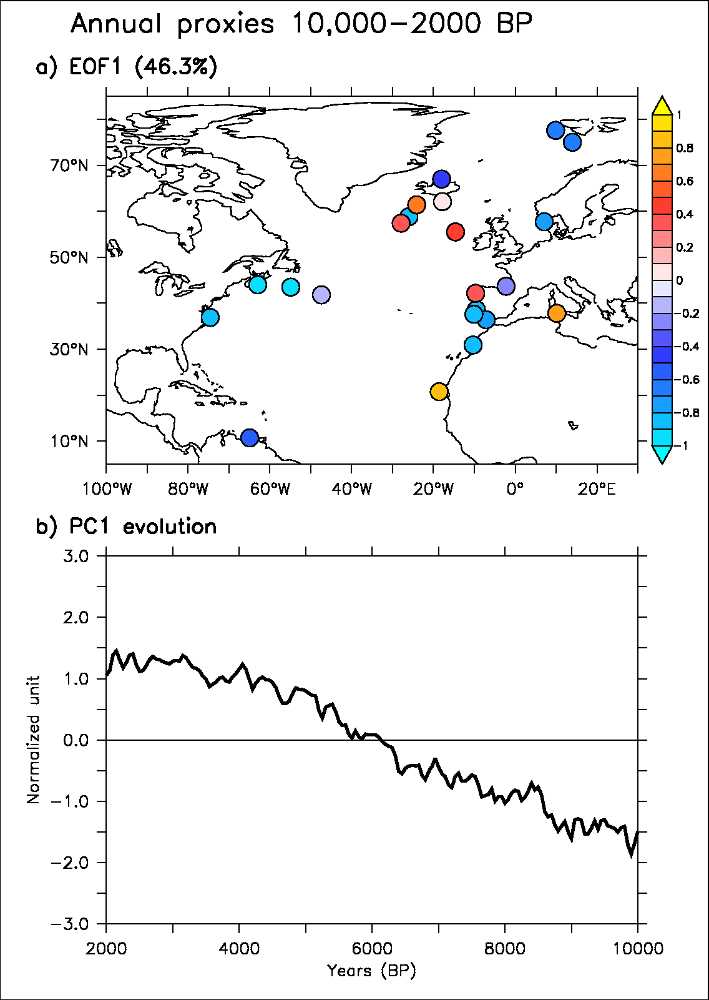 Annual proxies 10,000−2000 BP
a) EOF1 (46.3%)
70°N
50°N
30°N
10°N
100°W 80°W 60°W 40°W 20°W 0° 20°E
1
0.8
0.6
0.4
0.2
0
−0.2
−0.4
−0.6
−0.8
−1
b) PC1 evolution
3.0
2.0
1.0
0.0
−1.0
−2.0
−3.0
Normalized unit
2000 4000 6000 8000 10000
Years (BP)